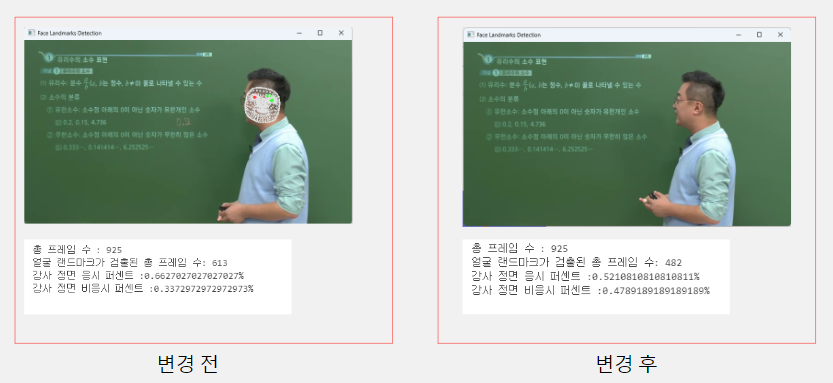 Face Landmarks Detection
유리수의 소수 표현
(1) 유리수: 분수 a/b (a, b는 정수, b≠0) 꼴로 나타낼 수 있는 수
(2) 소수의 분류
① 유한소수: 소수점 아래의 0이 아닌 숫자가 유한개인 소수
예) 0.2, 0.15, 4.736
② 무한소수: 소수점 아래의 0이 아닌 숫자가 무한히 많은 소수
예) 0.333···, 0.141414···, 6.252525···
총 프레임 수 : 925
얼굴 랜드마크가 검출된 총 프레임 수: 613
강사 정면 응시 퍼센트 :0.6627027027027027%
강사 정면 비응시 퍼센트 :0.3372972972972973%
변경 전
Face Landmarks Detection
유리수의 소수 표현
(1) 유리수: 분수 a/b (a, b는 정수, b≠0) 꼴로 나타낼 수 있는 수
(2) 소수의 분류
① 유한소수: 소수점 아래의 0이 아닌 숫자가 유한개인 소수
예) 0.2, 0.15, 4.736
② 무한소수: 소수점 아래의 0이 아닌 숫자가 무한히 많은 소수
예) 0.333···, 0.141414···, 6.252525···
총 프레임 수 : 925
얼굴 랜드마크가 검출된 총 프레임 수: 482
강사 정면 응시 퍼센트 :0.5210810810810811%
강사 정면 비응시 퍼센트 :0.4789189189189189%
변경 후